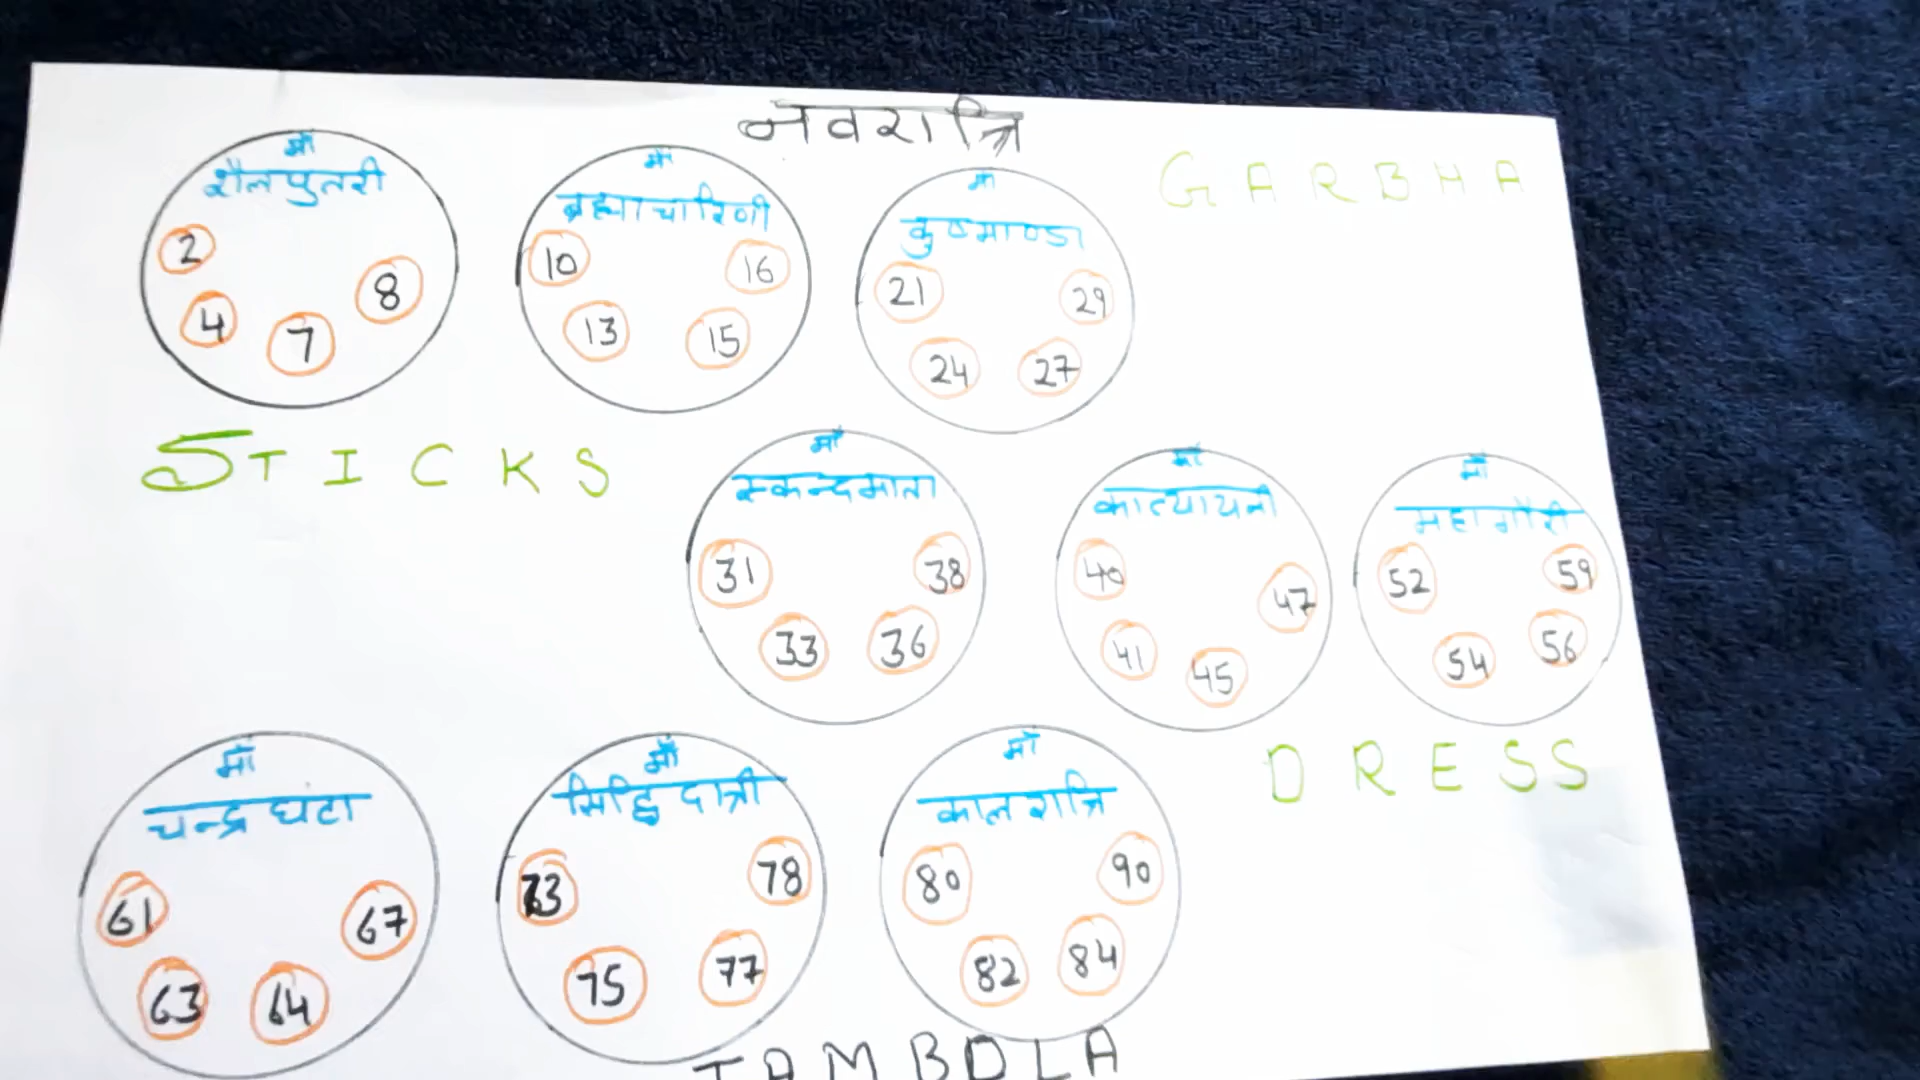 नवरात्रि
माँ
शैलपुतरी
2 4 7 8
माँ
ब्रह्माचारिणी
10 13 15 16
माँ
कुष्माण्डा
21 24 27 29
GARBHA
STICKS
माँ
स्कन्दमाता
31 33 36 38
माँ
कात्यायनी
40 41 45 47
माँ
महागौरी
52 54 56 59
माँ
चन्द्रघटा
61 63 64 67
माँ
सिद्धिदात्री
73 75 77 78
माँ
कालरात्रि
80 82 84 90
DRESS
TAMBOLA